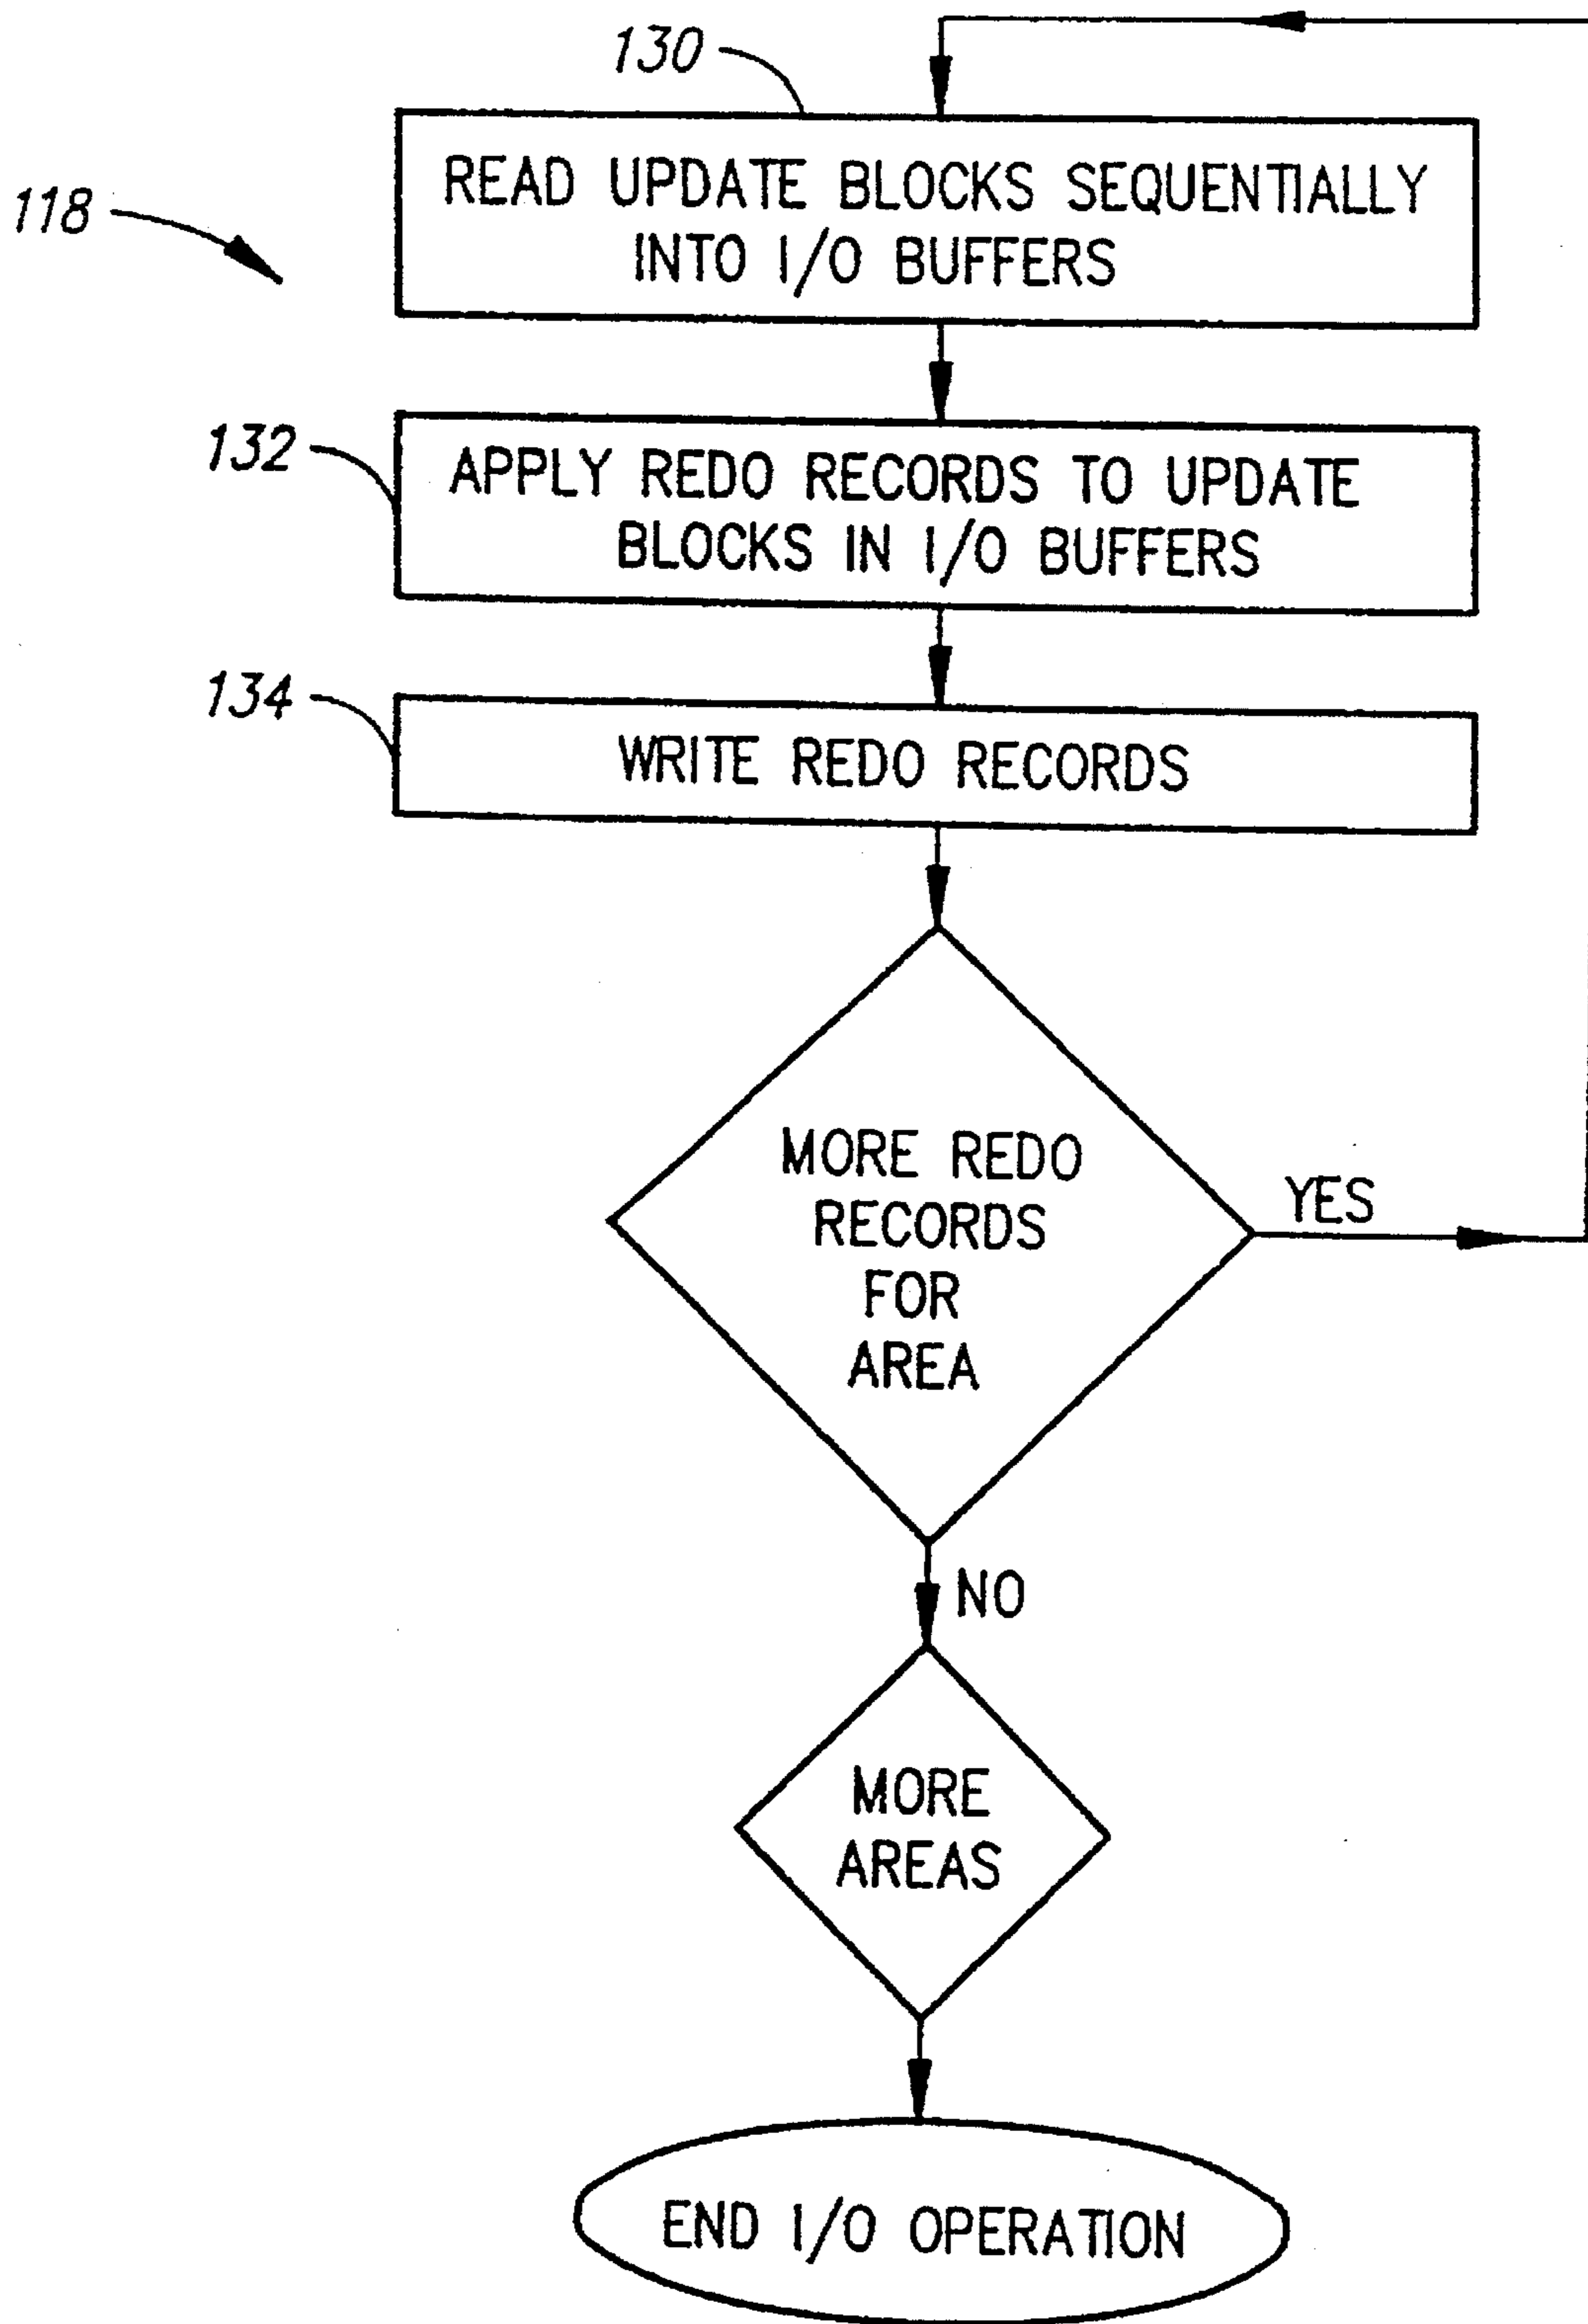 130
118
READ UPDATE BLOCKS SEQUENTIALLY
INTO I/O BUFFERS
132
APPLY REDO RECORDS TO UPDATE
BLOCKS IN I/O BUFFERS
134
WRITE REDO RECORDS
MORE REDO
RECORDS
FOR
AREA
YES
NO
MORE
AREAS
END I/O OPERATION